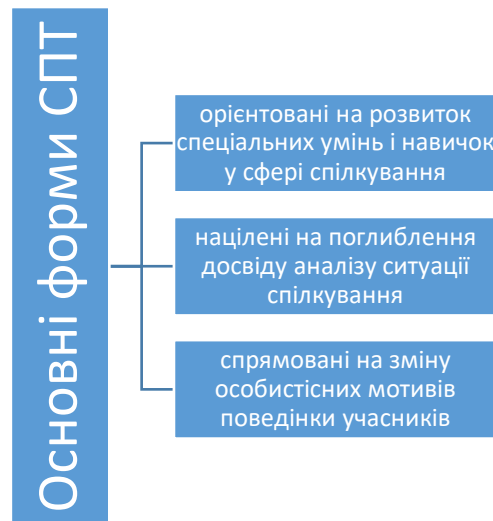 Основні форми СПТ
орієнтовані на розвиток
спеціальних умінь і навичок
у сфері спілкування
націлені на поглиблення
досвіду аналізу ситуації
спілкування
спрямовані на зміну
особистісних мотивів
поведінки учасників